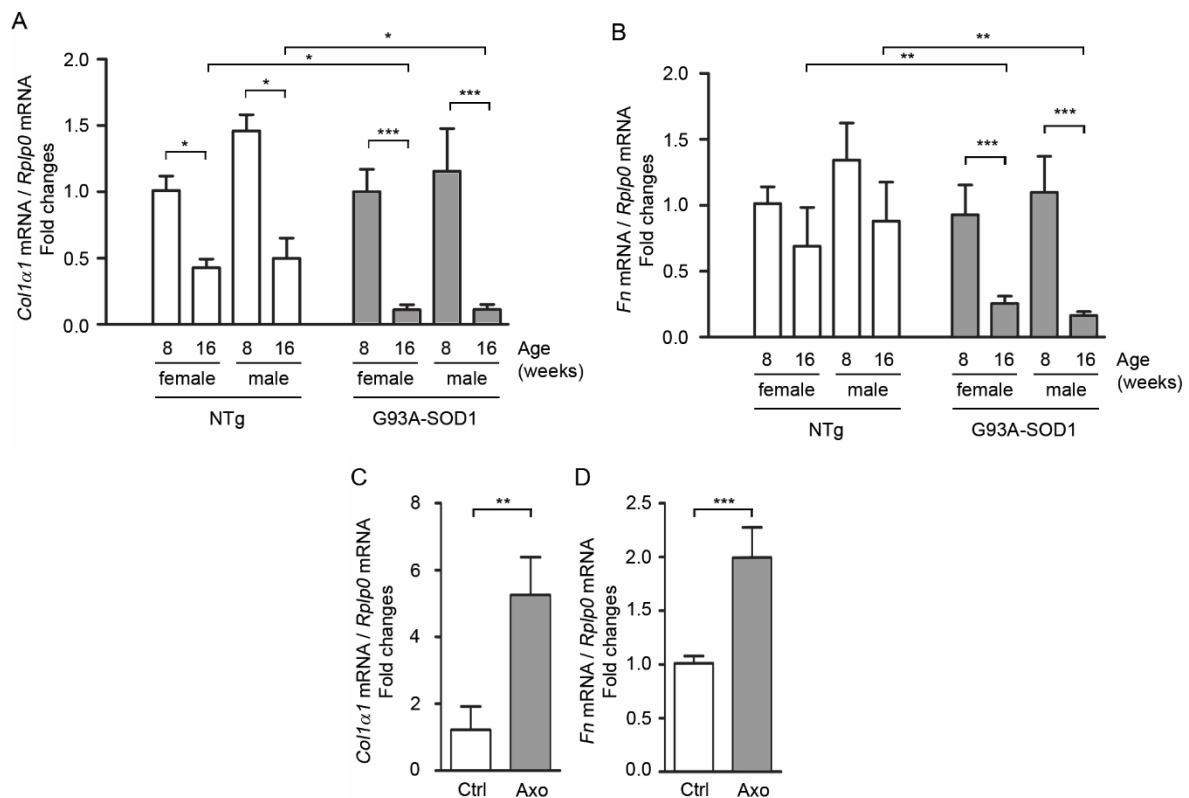 A
Col1α1 mRNA / Rplp0 mRNA
Fold changes
2.0
1.5
1.0
0.5
0.0
*
*
*
*
***
***
8 16 8 16 8 16 8 16 Age
(weeks)
female male female male
NTg G93A-SOD1
B
Fn mRNA / Rplp0 mRNA
Fold changes
2.0
1.5
1.0
0.5
0.0
**
**
***
***
8 16 8 16 8 16 8 16 Age
(weeks)
female male female male
NTg G93A-SOD1
C
Col1α1 mRNA / Rplp0 mRNA
Fold changes
8
6
4
2
0
**
Ctrl Axo
D
Fn mRNA / Rplp0 mRNA
Fold changes
2.5
2.0
1.5
1.0
0.5
0.0
***
Ctrl Axo